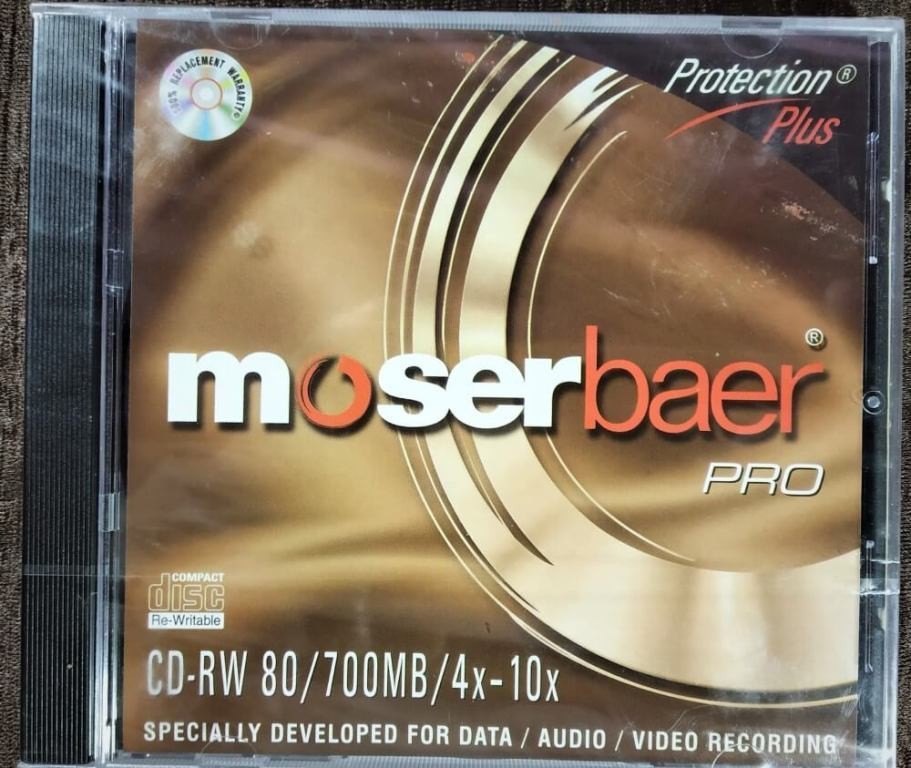 100% REPLACEMENT WARRANTY
Protection®
Plus
moserbaer®
PRO
COMPACT
disc
Re-Writable
CD-RW 80/700MB/4x-10x
SPECIALLY DEVELOPED FOR DATA / AUDIO / VIDEO RECORDING